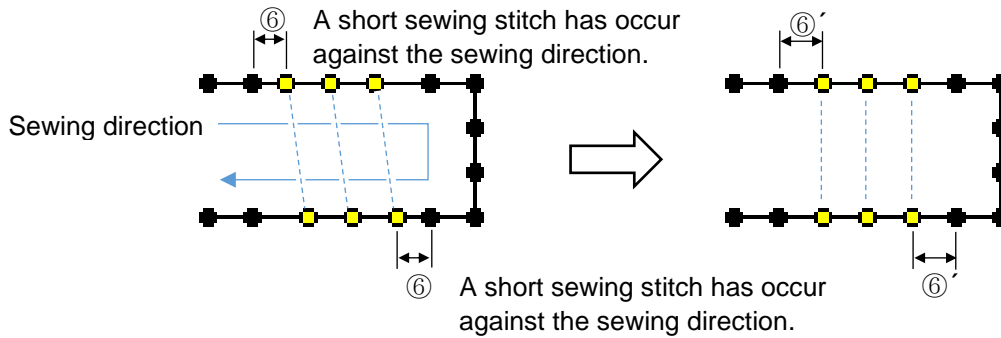 ⑥ A short sewing stitch has occur
against the sewing direction.
⑥´
Sewing direction
⑥ A short sewing stitch has occur
against the sewing direction.
⑥´